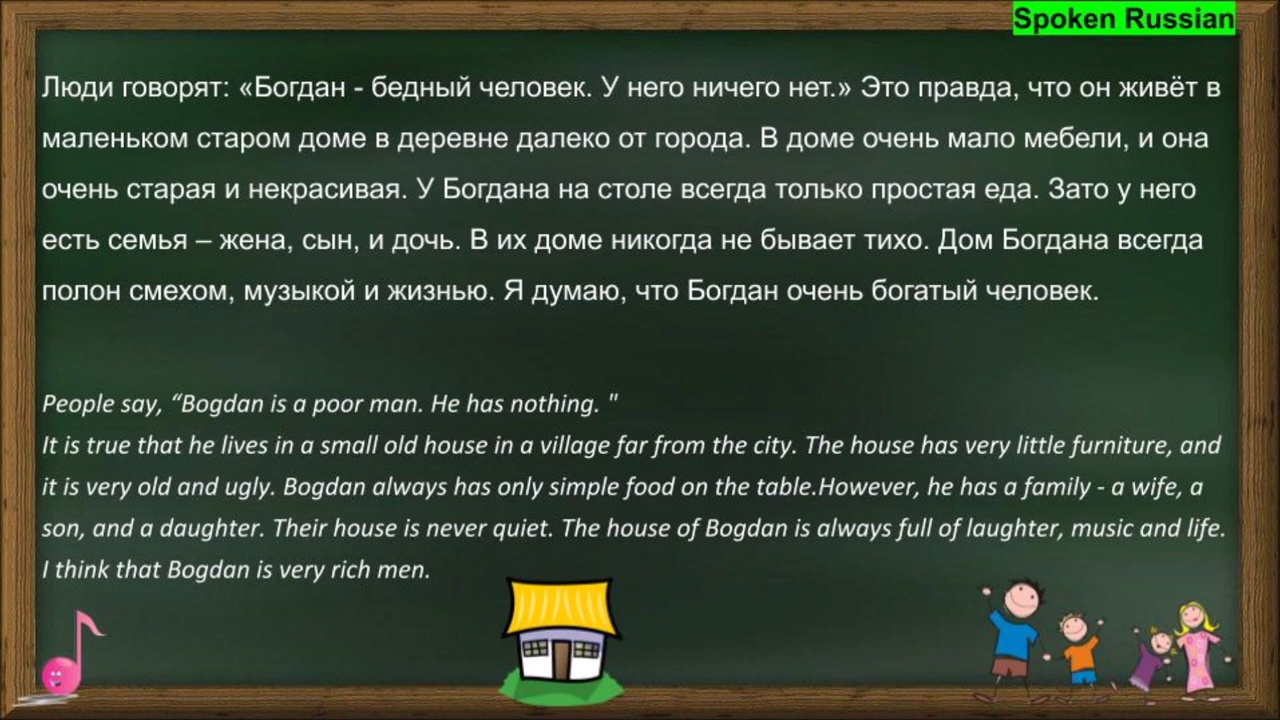 Spoken Russian
Люди говорят: «Богдан - бедный человек. У него ничего нет.» Это правда, что он живёт в
маленьком старом доме в деревне далеко от города. В доме очень мало мебели, и она
очень старая и некрасивая. У Богдана на столе всегда только простая еда. Зато у него
есть семья – жена, сын, и дочь. В их доме никогда не бывает тихо. Дом Богдана всегда
полон смехом, музыкой и жизнью. Я думаю, что Богдан очень богатый человек.
People say, “Bogdan is a poor man. He has nothing. "
It is true that he lives in a small old house in a village far from the city. The house has very little furniture, and
it is very old and ugly. Bogdan always has only simple food on the table.However, he has a family - a wife, a
son, and a daughter. Their house is never quiet. The house of Bogdan is always full of laughter, music and life.
I think that Bogdan is very rich men.